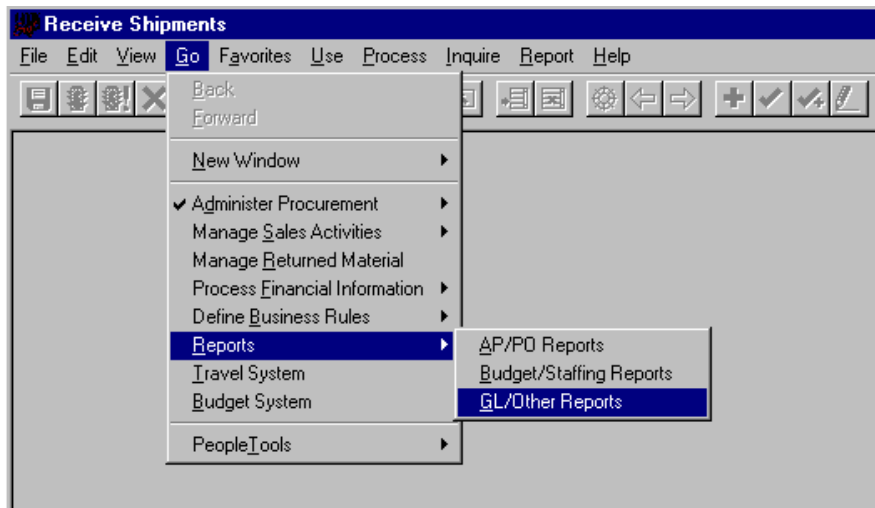 Receive Shipments
File Edit View Go Favorites Use Process Inquire Report Help
Back
Forward
New Window
Administer Procurement
Manage Sales Activities
Manage Returned Material
Process Financial Information
Define Business Rules
Reports
AP/PO Reports
Travel System
Budget/Staffing Reports
Budget System
GL/Other Reports
PeopleTools